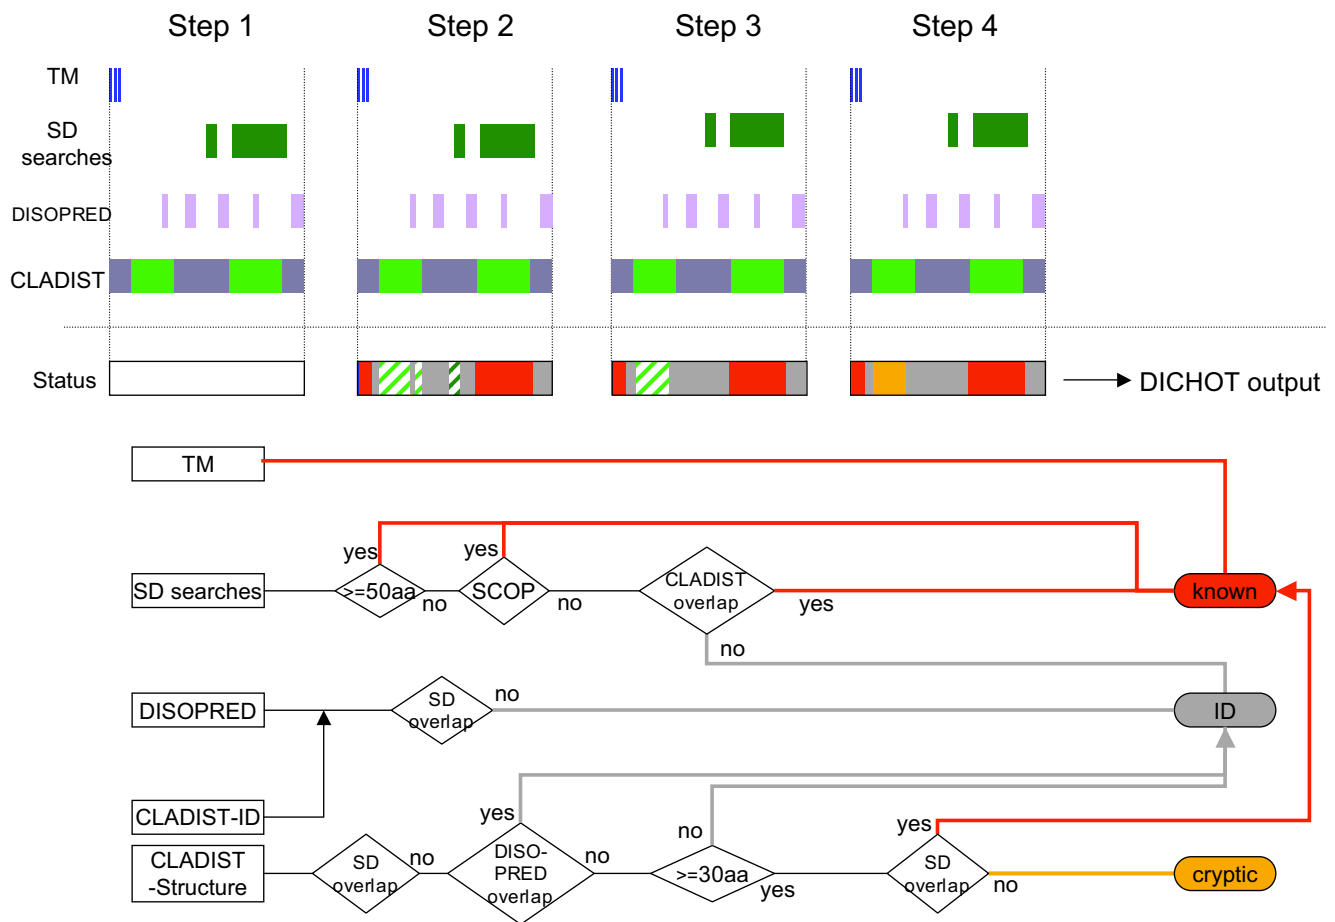 Step 1
Step 2
Step 3
Step 4
TM
SD
searches
DISOPRED
CLADIST
Status
DICHOT output
TM
SD searches
yes
>=50aa
no
yes
SCOP
no
CLADIST
overlap
yes
no
known
DISOPRED
SD
overlap
no
ID
CLADIST-ID
CLADIST
-Structure
SD
overlap
no
yes
DISO-
PRED
overlap
no
no
>=30aa
yes
yes
SD
overlap
no
cryptic